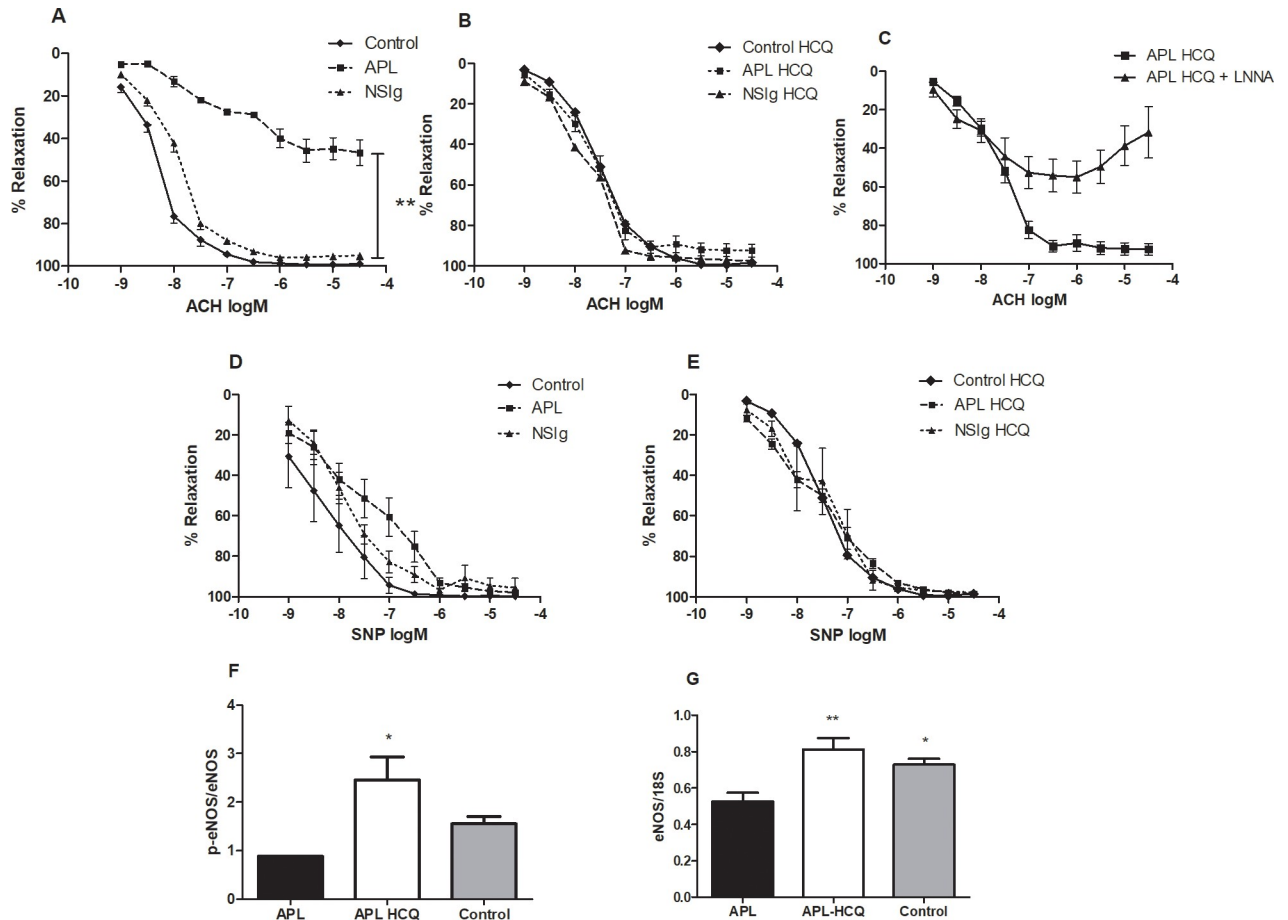 A
Control
APL
NSIg
0
20
40
60
80
100
% Relaxation
**
-10 -9 -8 -7 -6 -5 -4
ACH logM
B
Control HCQ
APL HCQ
NSIg HCQ
0
20
40
60
80
100
% Relaxation
-10 -9 -8 -7 -6 -5 -4
ACH logM
C
APL HCQ
APL HCQ + LNNA
0
20
40
60
80
100
% Relaxation
-10 -9 -8 -7 -6 -5 -4
ACH logM
D
Control
APL
NSIg
0
20
40
60
80
100
% Relaxation
-10 -9 -8 -7 -6 -5 -4
SNP logM
E
Control HCQ
APL HCQ
NSIg HCQ
0
20
40
60
80
100
% Relaxation
-10 -9 -8 -7 -6 -5 -4
SNP logM
F
4
3
2
1
0
p-eNOS/eNOS
*
APL APL HCQ Control
G
1.0
0.8
0.6
0.4
0.2
0.0
eNOS/18S
**
*
APL APL-HCQ Control